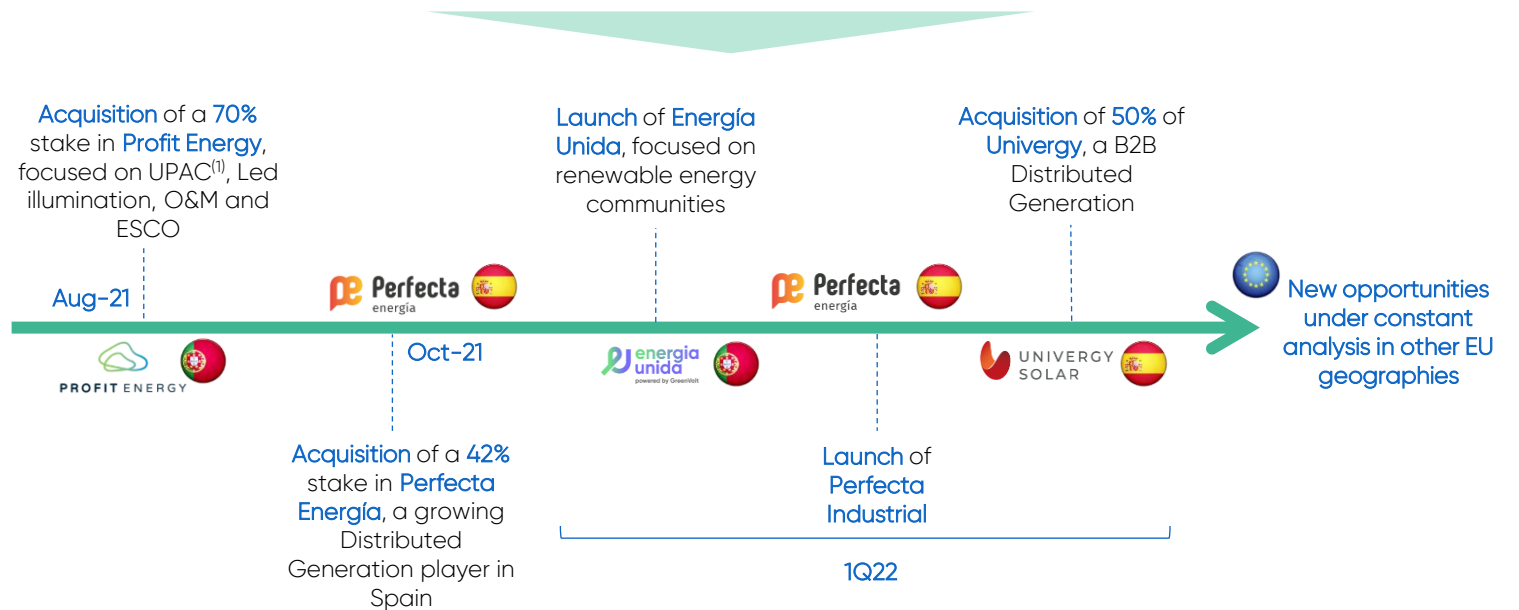 Acquisition of a 70%
stake in Profit Energy,
focused on UPAC(1), Led
illumination, O&M and
ESCO
Aug-21
PROFIT ENERGY
Perfecta
energía
Oct-21
Acquisition of a 42%
stake in Perfecta
Energía, a growing
Distributed
Generation player in
Spain
Launch of Energía
Unida, focused on
renewable energy
communities
energia
unida
powered by GreenVolt
Perfecta
energía
Launch of
Perfecta
Industrial
Acquisition of 50% of
Univergy, a B2B
Distributed
Generation
UNIVERGY
SOLAR
1Q22
New opportunities
under constant
analysis in other EU
geographies